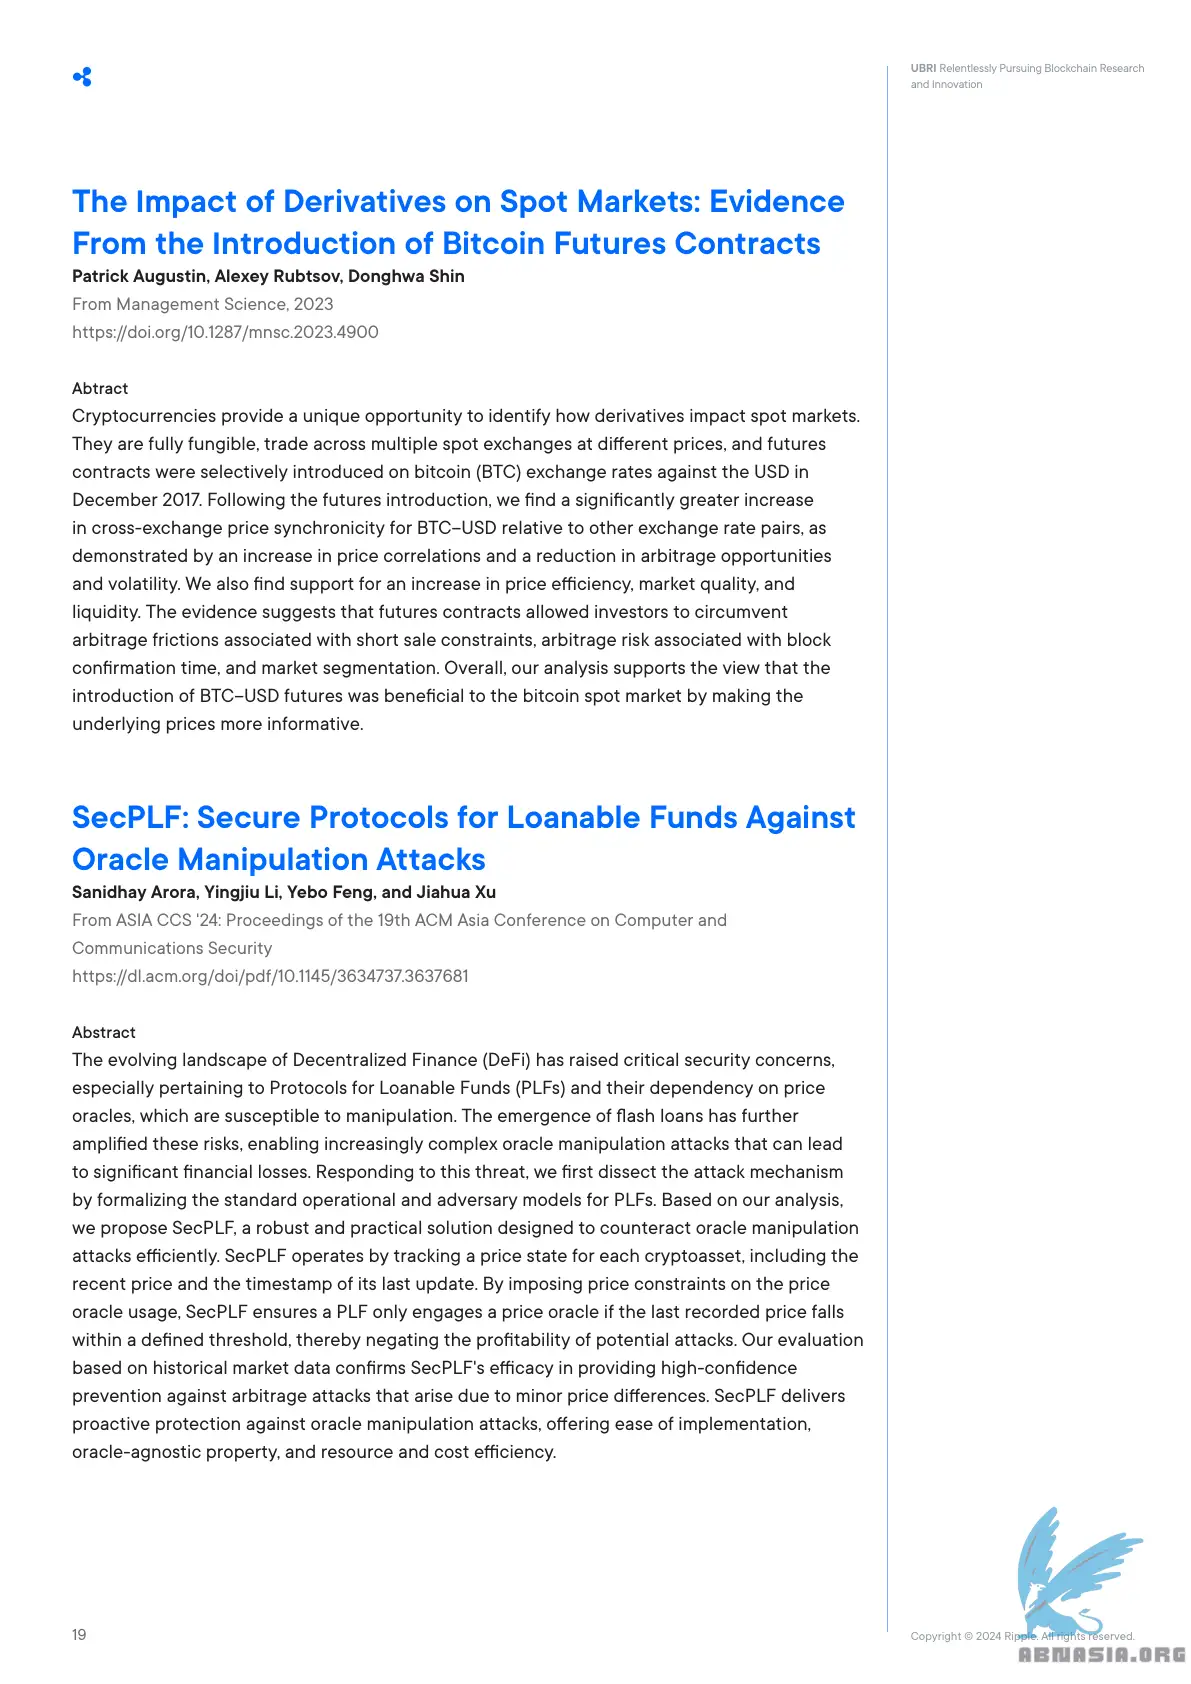 UBRI Relentlessly Pursuing Blockchain Research
and Innovation
The Impact of Derivatives on Spot Markets: Evidence
From the Introduction of Bitcoin Futures Contracts
Patrick Augustin, Alexey Rubtsov, Donghwa Shin
From Management Science, 2023
https://doi.org/10.1287/mnsc.2023.4900
Abtract
Cryptocurrencies provide a unique opportunity to identify how derivatives impact spot markets.
They are fully fungible, trade across multiple spot exchanges at different prices, and futures
contracts were selectively introduced on bitcoin (BTC) exchange rates against the USD in
December 2017. Following the futures introduction, we find a significantly greater increase
in cross-exchange price synchronicity for BTC–USD relative to other exchange rate pairs, as
demonstrated by an increase in price correlations and a reduction in arbitrage opportunities
and volatility. We also find support for an increase in price efficiency, market quality, and
liquidity. The evidence suggests that futures contracts allowed investors to circumvent
arbitrage frictions associated with short sale constraints, arbitrage risk associated with block
confirmation time, and market segmentation. Overall, our analysis supports the view that the
introduction of BTC–USD futures was beneficial to the bitcoin spot market by making the
underlying prices more informative.
SecPLF: Secure Protocols for Loanable Funds Against
Oracle Manipulation Attacks
Sanidhay Arora, Yingjiu Li, Yebo Feng, and Jiahua Xu
From ASIA CCS '24: Proceedings of the 19th ACM Asia Conference on Computer and
Communications Security
https://dl.acm.org/doi/pdf/10.1145/3634737.3637681
Abstract
The evolving landscape of Decentralized Finance (DeFi) has raised critical security concerns,
especially pertaining to Protocols for Loanable Funds (PLFs) and their dependency on price
oracles, which are susceptible to manipulation. The emergence of flash loans has further
amplified these risks, enabling increasingly complex oracle manipulation attacks that can lead
to significant financial losses. Responding to this threat, we first dissect the attack mechanism
by formalizing the standard operational and adversary models for PLFs. Based on our analysis,
we propose SecPLF, a robust and practical solution designed to counteract oracle manipulation
attacks efficiently. SecPLF operates by tracking a price state for each cryptoasset, including the
recent price and the timestamp of its last update. By imposing price constraints on the price
oracle usage, SecPLF ensures a PLF only engages a price oracle if the last recorded price falls
within a defined threshold, thereby negating the profitability of potential attacks. Our evaluation
based on historical market data confirms SecPLF's efficacy in providing high-confidence
prevention against arbitrage attacks that arise due to minor price differences. SecPLF delivers
proactive protection against oracle manipulation attacks, offering ease of implementation,
oracle-agnostic property, and resource and cost efficiency.
19
Copyright © 2024 Ripple. All rights reserved.
ABNASIA.ORG